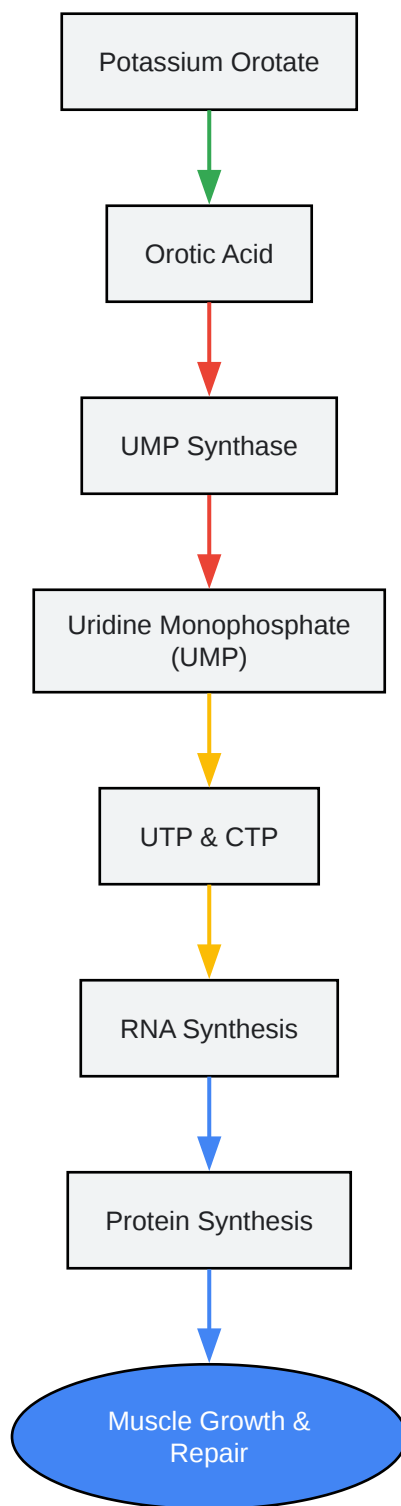 Potassium Orotate
Orotic Acid
UMP Synthase
Uridine Monophosphate
(UMP)
UTP & CTP
RNA Synthesis
Protein Synthesis
Muscle Growth &
Repair